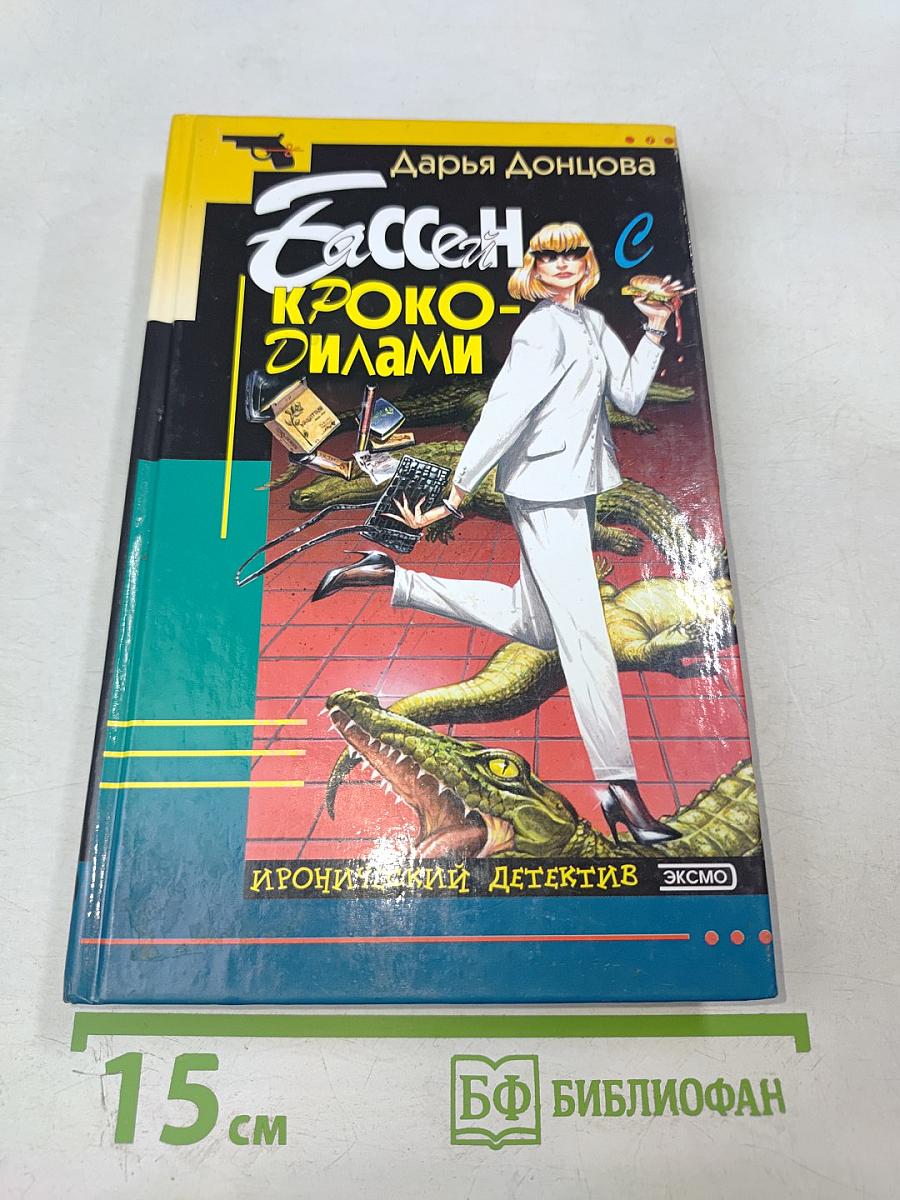 Дарья Донцова
Бассейн с
кроко-
дилами
ИРОНИЧЕСКИЙ ДЕТЕКТИВ ЭКСМО
15 см
БФ БИБЛИОФАН